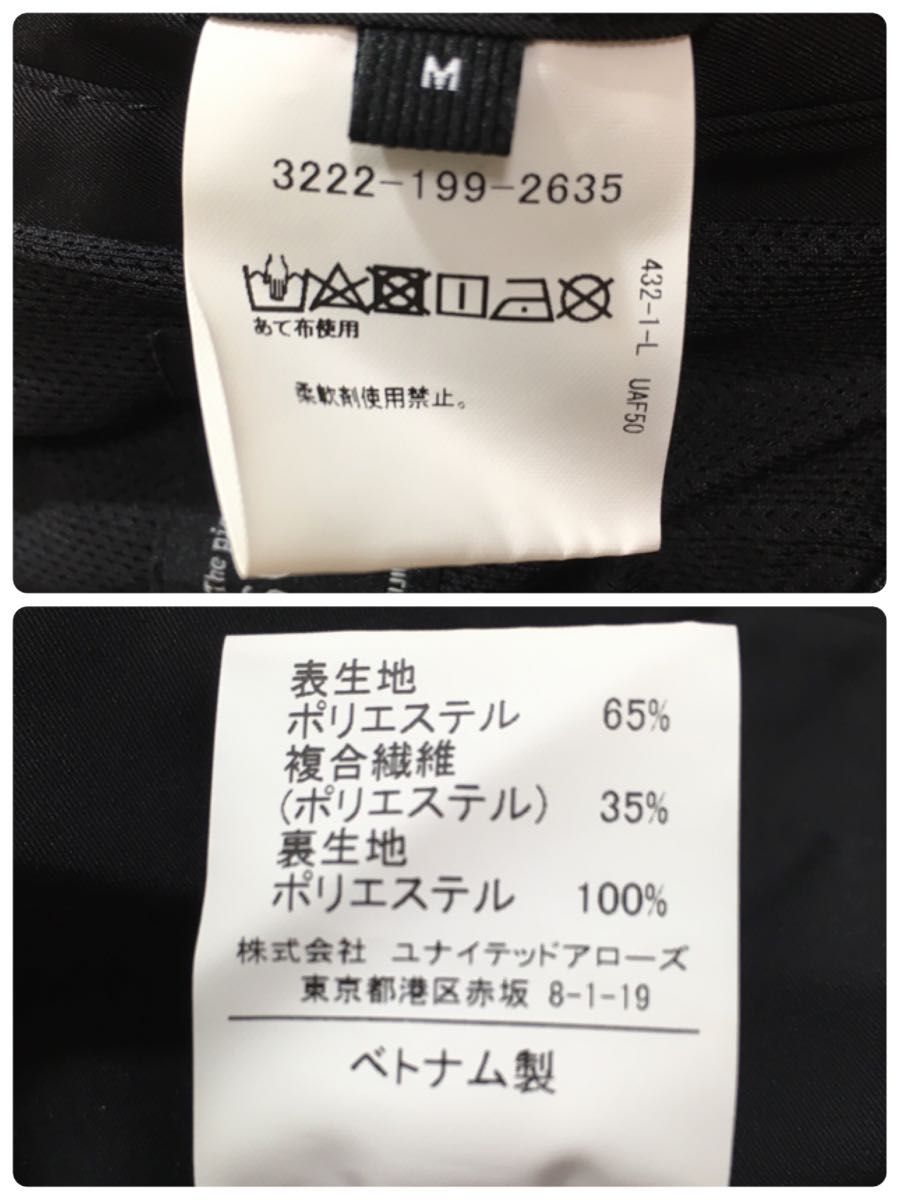 M
3222-199-2635
あて布使用
柔軟剤使用禁止。
432-1-L UAF50
The
表生地
ポリエステル 65%
複合繊維
(ポリエステル) 35%
裏生地
ポリエステル 100%
株式会社 ユナイテッドアローズ
東京都港区赤坂 8-1-19
ベトナム製